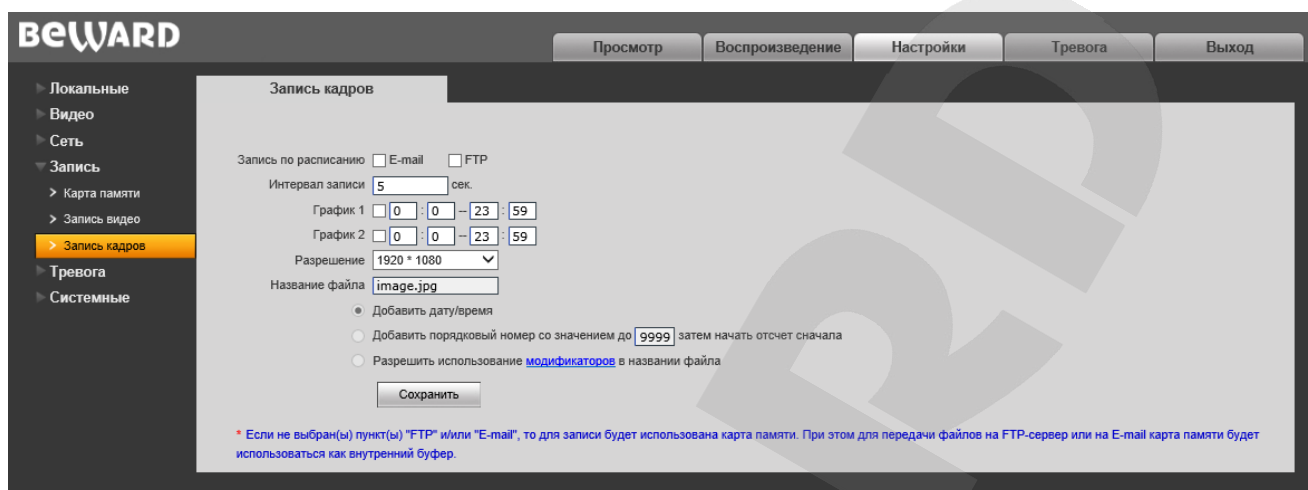 BEWARD
Просмотр Воспроизведение Настройки Тревога Выход
Локальные
Видео
Сеть
Запись
Карта памяти
Запись видео
Запись кадров
Тревога
Системные
Запись кадров
Запись по расписанию E-mail FTP
Интервал записи 5 сек.
График 1 0 : 0 – 23 : 59
График 2 0 : 0 – 23 : 59
Разрешение 1920 * 1080
Название файла image.jpg
Добавить дату/время
Добавить порядковый номер со значением до 9999 затем начать отсчет сначала
Разрешить использование модификаторов в названии файла
Сохранить
* Если не выбран(ы) пункт(ы) "FTP" и/или "E-mail", то для записи будет использована карта памяти. При этом для передачи файлов на FTP-сервер или на E-mail карта памяти будет
использоваться как внутренний буфер.